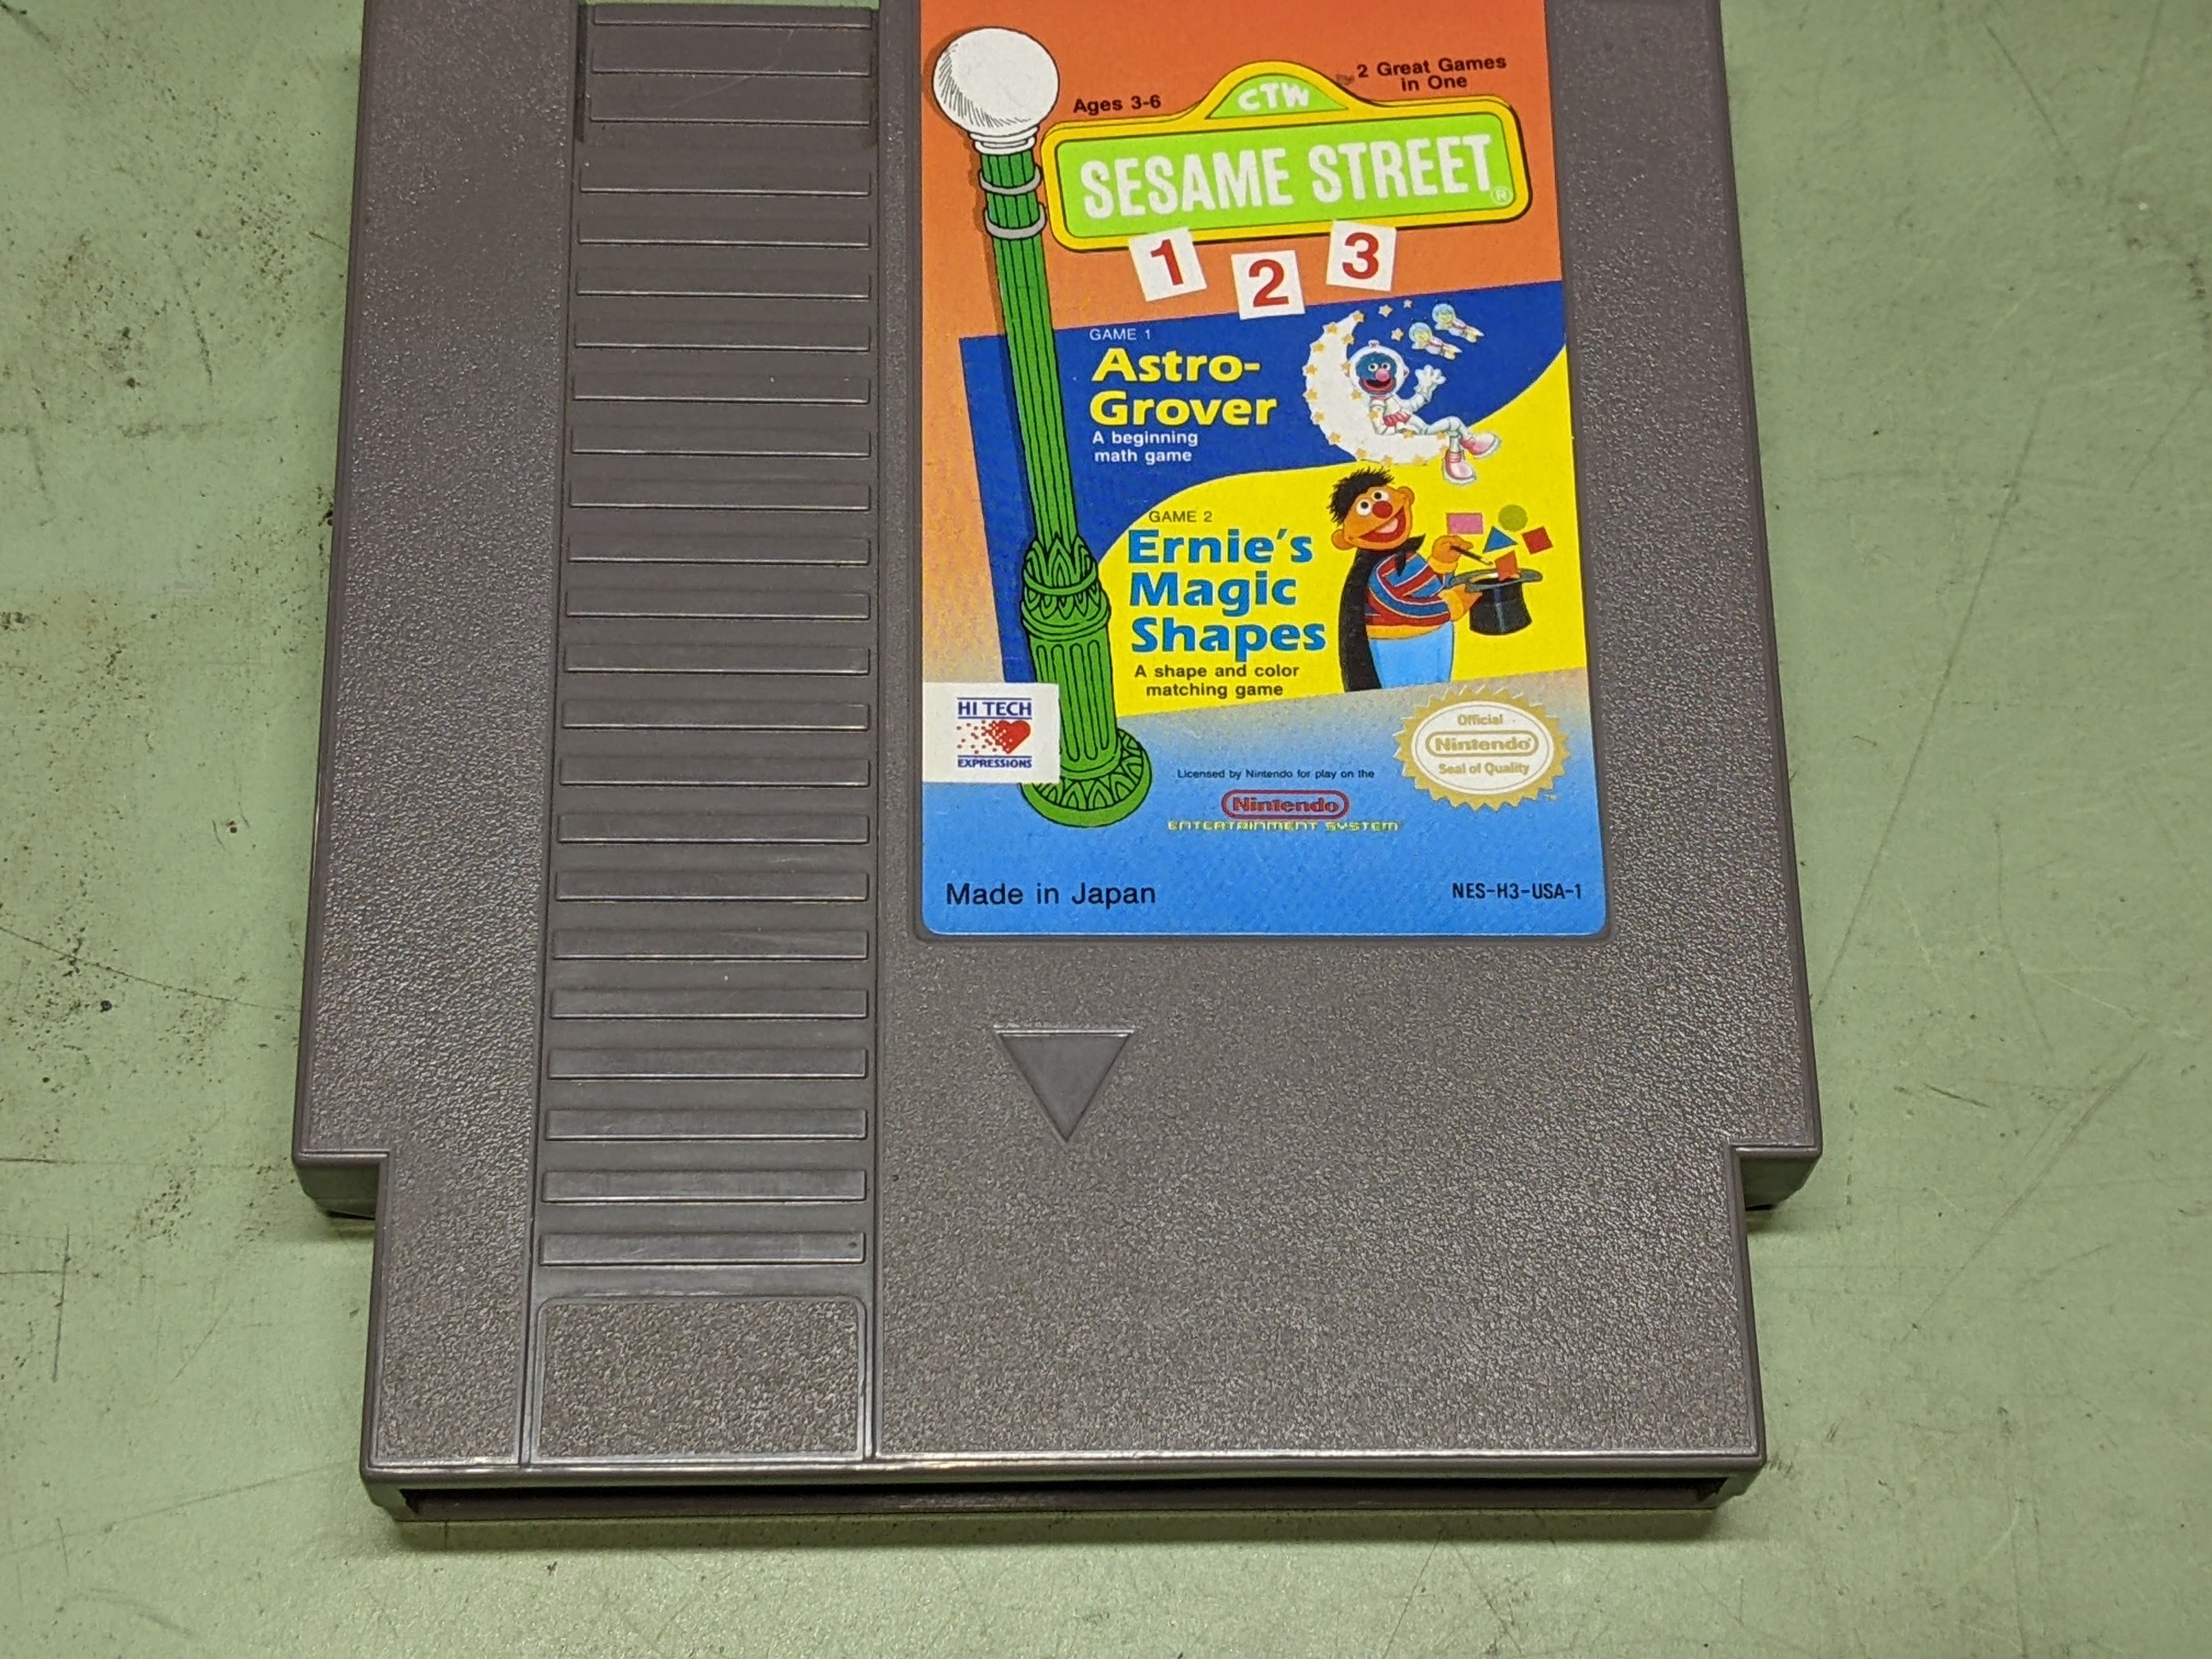 Ages 3-6
2 Great Games
in One
CTW
SESAME STREET®
1 2 3
GAME 1
Astro-
Grover
A beginning
math game
GAME 2
Ernie's
Magic
Shapes
A shape and color
matching game
HI TECH
EXPRESSIONS
Official
Nintendo®
Seal of Quality
Licensed by Nintendo for play on the
Nintendo
ENTERTAINMENT SYSTEM
Made in Japan
NES-H3-USA-1